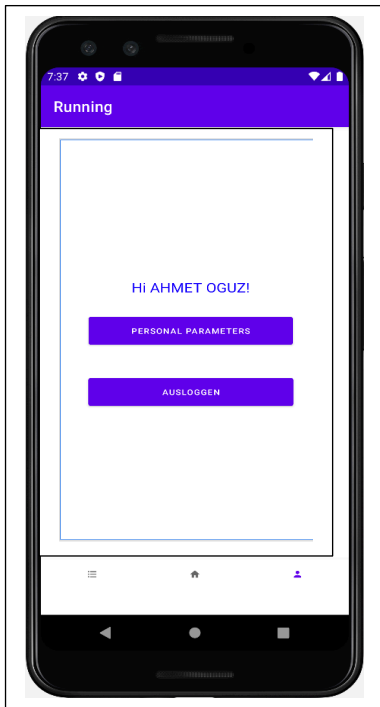 7:37
Running
Hi AHMET OGUZ!
PERSONAL PARAMETERS
AUSLOGGEN